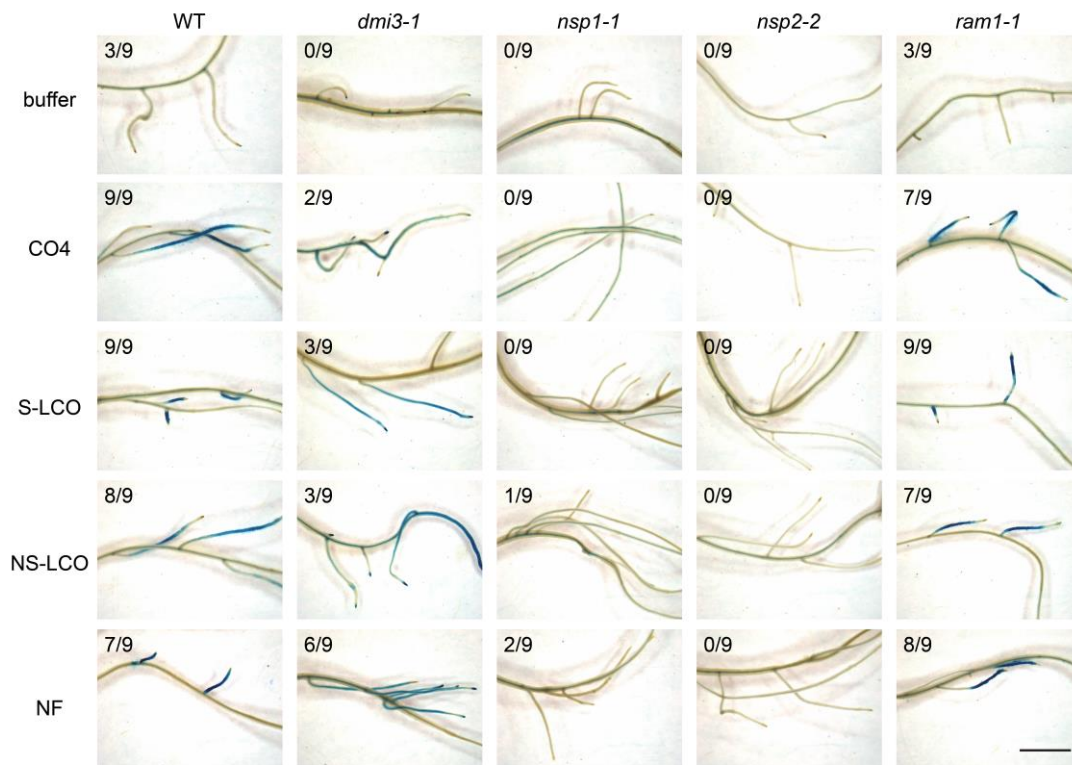 WT dmi3-1 nsp1-1 nsp2-2 ram1-1
buffer 3/9 0/9 0/9 0/9 3/9
CO4 9/9 2/9 0/9 0/9 7/9
S-LCO 9/9 3/9 0/9 0/9 9/9
NS-LCO 8/9 3/9 1/9 0/9 7/9
NF 7/9 6/9 2/9 0/9 8/9